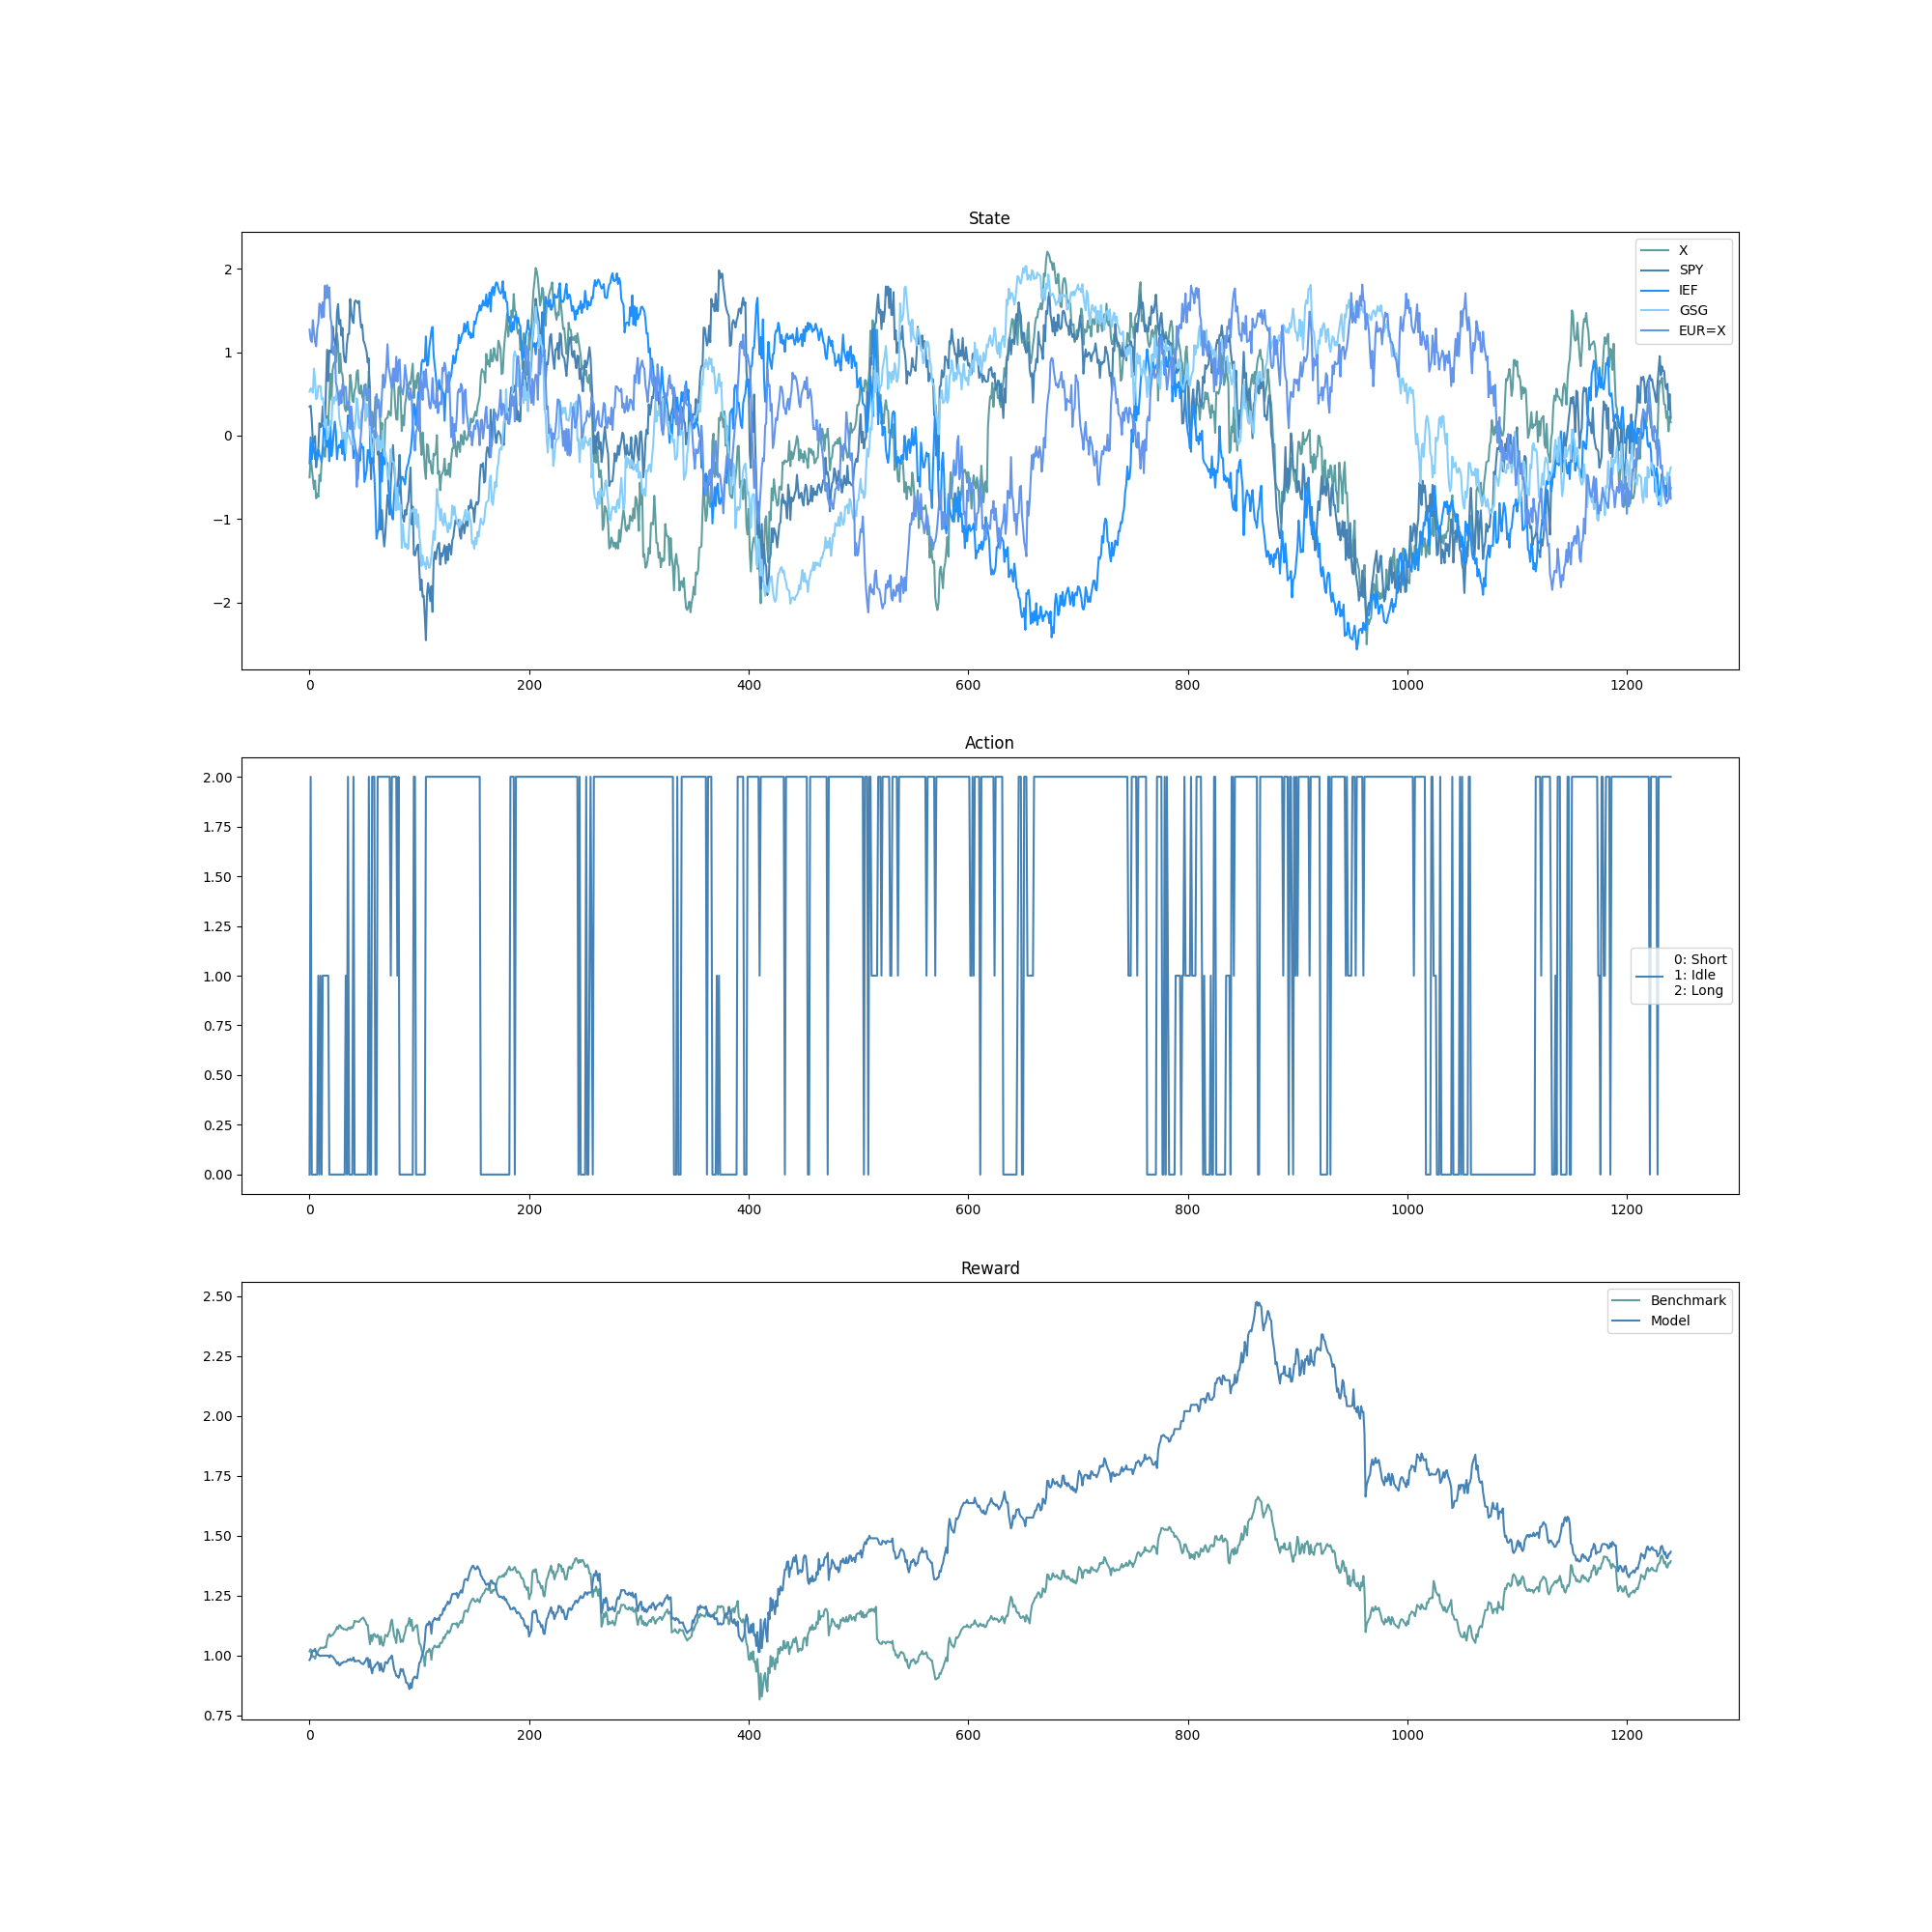 State
2
1
0
−1
−2
X
SPY
IEF
GSG
EUR=X
0 200 400 600 800 1000 1200
Action
2.00
1.75
1.50
1.25
1.00
0.75
0.50
0.25
0.00
0: Short
1: Idle
2: Long
0 200 400 600 800 1000 1200
Reward
2.50
2.25
2.00
1.75
1.50
1.25
1.00
0.75
Benchmark
Model
0 200 400 600 800 1000 1200